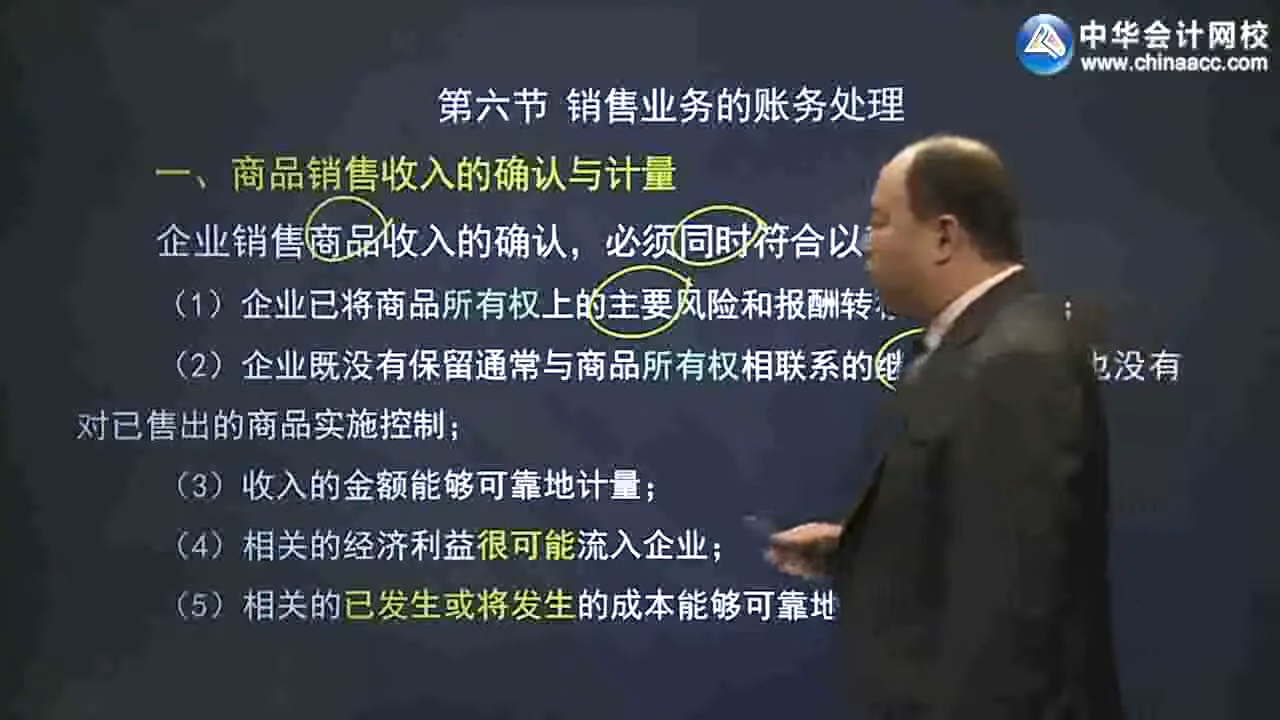 中华会计网校
www.chinaacc.com
第六节 销售业务的账务处理
一、商品销售收入的确认与计量
企业销售商品收入的确认，必须同时符合以
（1）企业已将商品所有权上的主要风险和报酬转 ；
（2）企业既没有保留通常与商品所有权相联系的继 也没有
对已售出的商品实施控制；
（3）收入的金额能够可靠地计量；
（4）相关的经济利益很可能流入企业；
（5）相关的已发生或将发生的成本能够可靠地